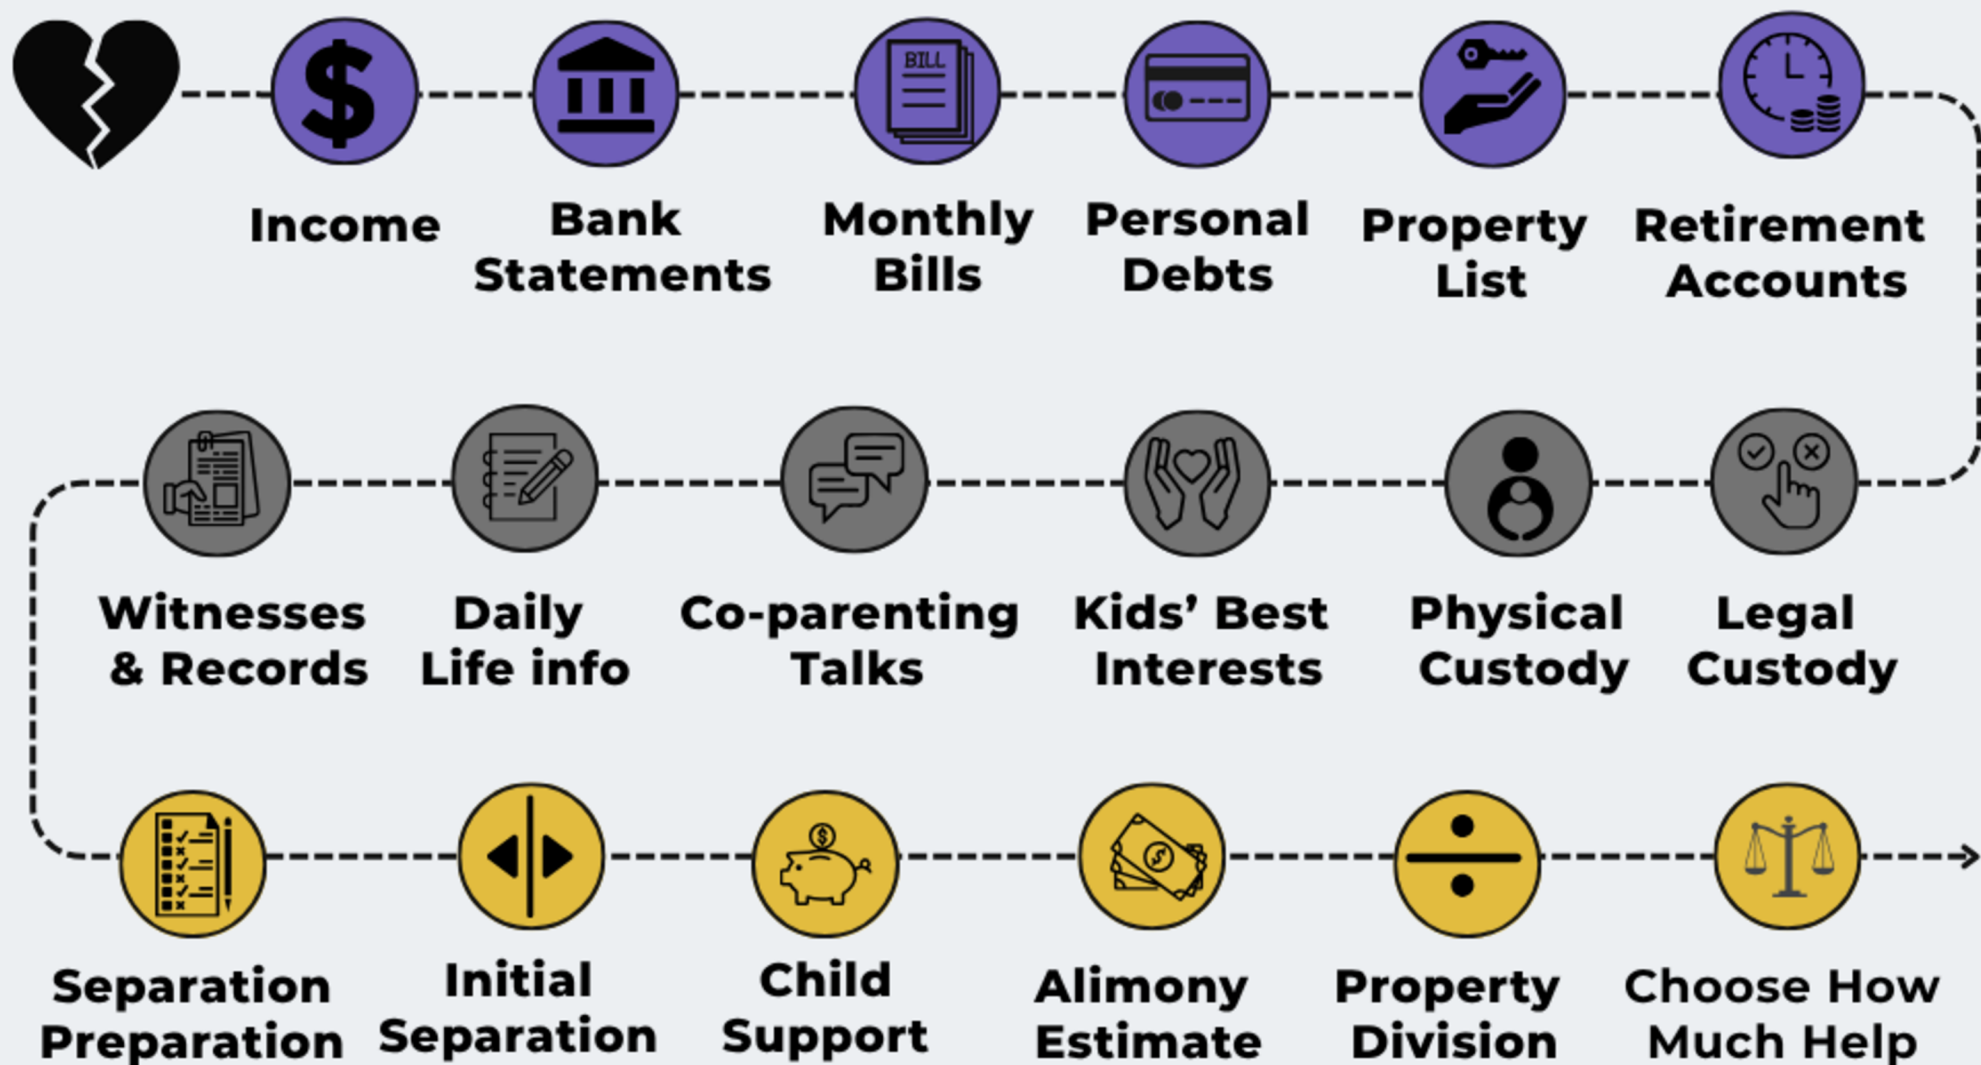 BILL
Income
Bank
Statements
Monthly
Bills
Personal
Debts
Property
List
Retirement
Accounts
Witnesses
& Records
Daily
Life info
Co-parenting
Talks
Kids’ Best
Interests
Physical
Custody
Legal
Custody
Separation
Preparation
Initial
Separation
Child
Support
Alimony
Estimate
Property
Division
Choose How
Much Help